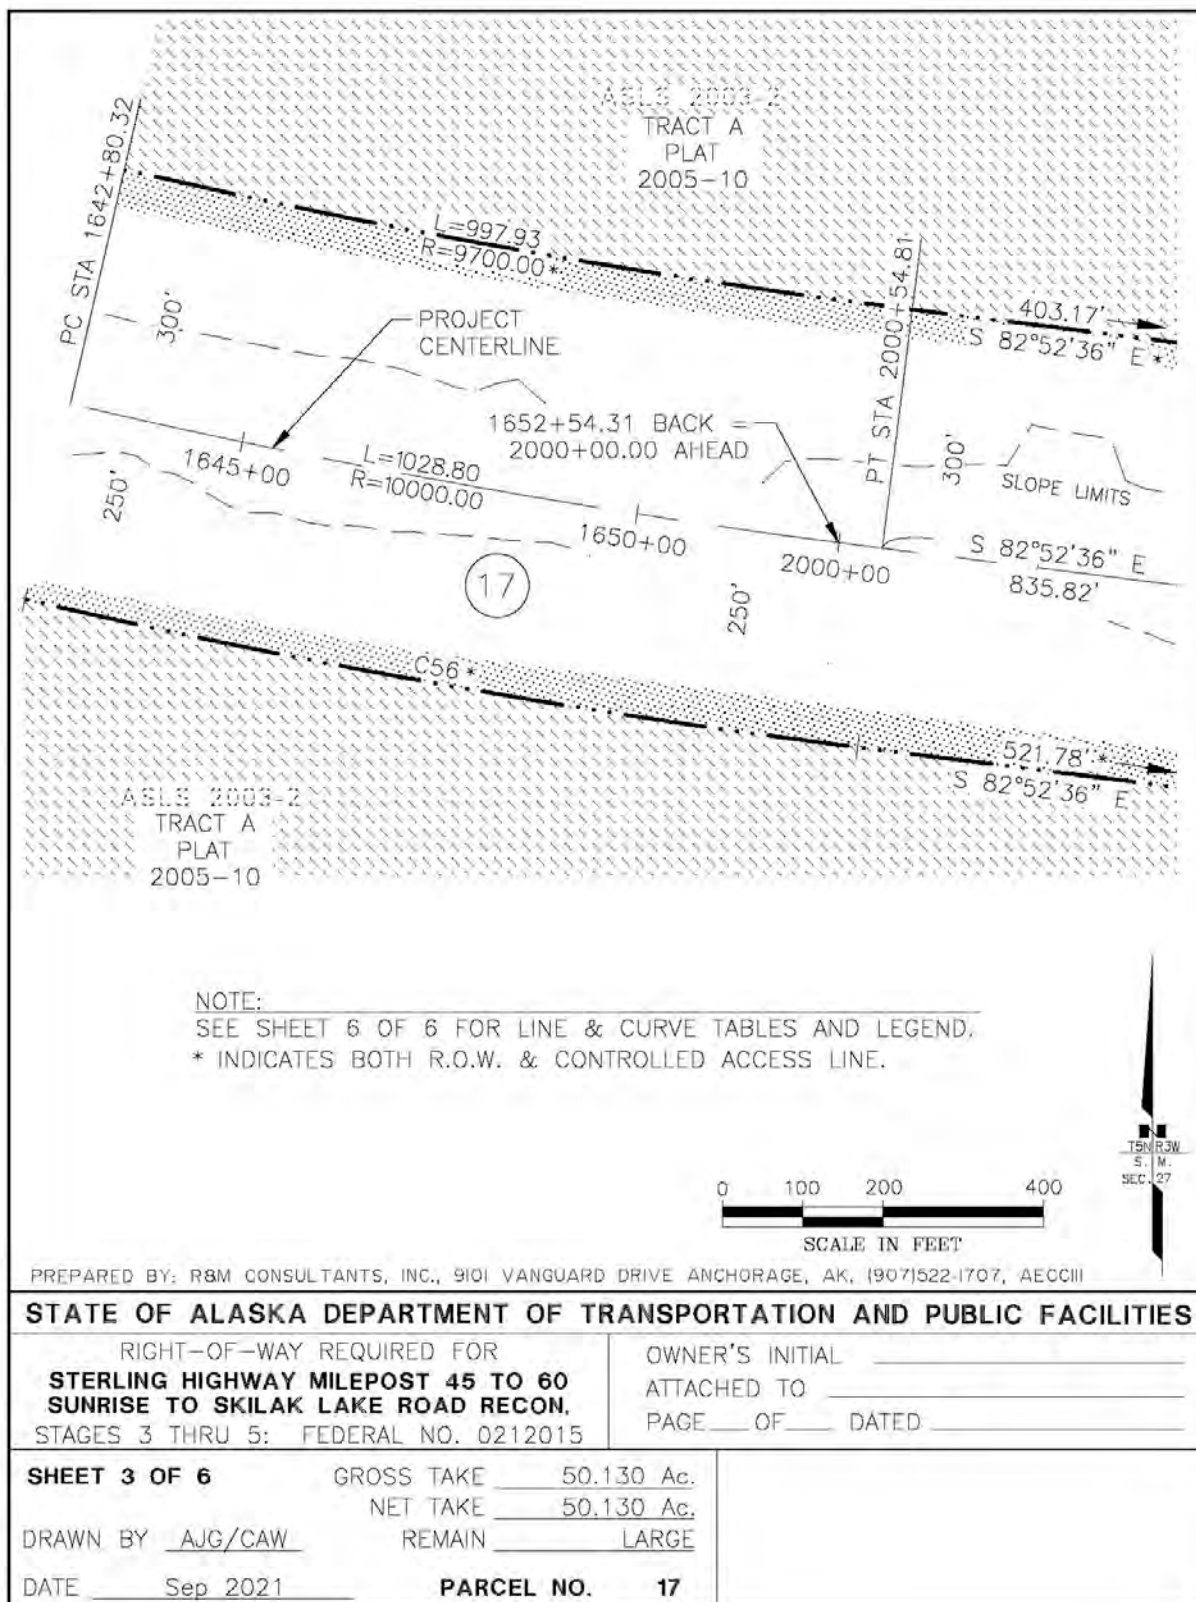 ASLS 2003-2
TRACT A
PLAT
2005-10
PC STA 1642+80.32
L=997.93
R=9700.00*
PT STA 2000+54.81
403.17'
S 82°52'36" E *
300'
PROJECT
CENTERLINE
1652+54.31 BACK =
2000+00.00 AHEAD
300'
SLOPE LIMITS
1645+00
L=1028.80
R=10000.00
250'
1650+00
2000+00
S 82°52'36" E
835.82'
17
250'
C56 *
521.78' *
S 82°52'36" E
ASLS 2003-2
TRACT A
PLAT
2005-10
NOTE:
SEE SHEET 6 OF 6 FOR LINE & CURVE TABLES AND LEGEND.
* INDICATES BOTH R.O.W. & CONTROLLED ACCESS LINE.
N
T5N R3W
S. M.
SEC. 27
0 100 200 400
SCALE IN FEET
PREPARED BY: R&M CONSULTANTS, INC., 9101 VANGUARD DRIVE ANCHORAGE, AK, (907)522-1707, AECC111
STATE OF ALASKA DEPARTMENT OF TRANSPORTATION AND PUBLIC FACILITIES
RIGHT-OF-WAY REQUIRED FOR
STERLING HIGHWAY MILEPOST 45 TO 60
SUNRISE TO SKILAK LAKE ROAD RECON.
STAGES 3 THRU 5: FEDERAL NO. 0212015
OWNER'S INITIAL
ATTACHED TO
PAGE OF DATED
SHEET 3 OF 6
GROSS TAKE 50.130 Ac.
NET TAKE 50.130 Ac.
DRAWN BY AJG/CAW
REMAIN LARGE
DATE Sep 2021
PARCEL NO. 17